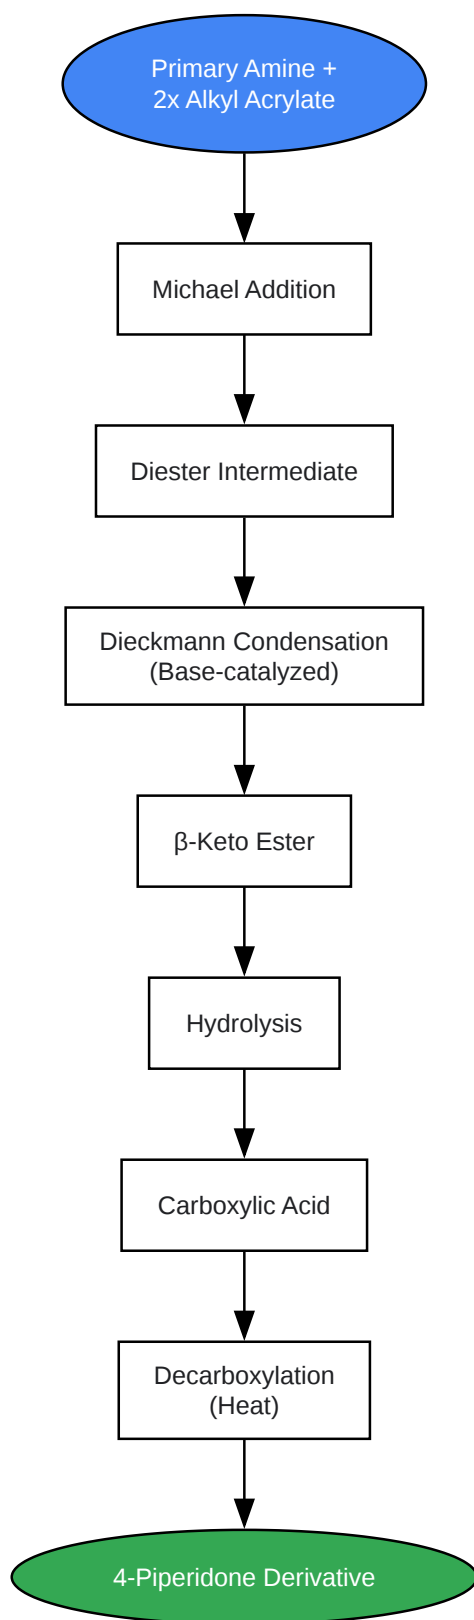 Primary Amine +
2x Alkyl Acrylate
Michael Addition
Diester Intermediate
Dieckmann Condensation
(Base-catalyzed)
β-Keto Ester
Hydrolysis
Carboxylic Acid
Decarboxylation
(Heat)
4-Piperidone Derivative